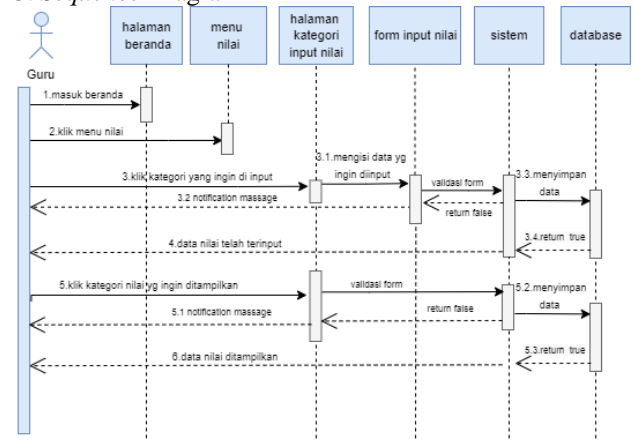 halaman
beranda
menu
nilai
halaman
kategori
input nilai
form input nilai
sistem
database
Guru
1.masuk beranda
2.klik menu nilai
3.klik kategori yang ingin di input
3.1.mengisi data yg
ingin diinput
validasi form
3.3.menyimpan
data
3.2 notification massage
return false
3.4.return true
4.data nilai telah terinput
5.klik kategori nilai yg ingin ditampilkan
validasi form
5.2.menyimpan
data
5.1 notification massage
return false
5.3.return true
6.data nilai ditampilkan